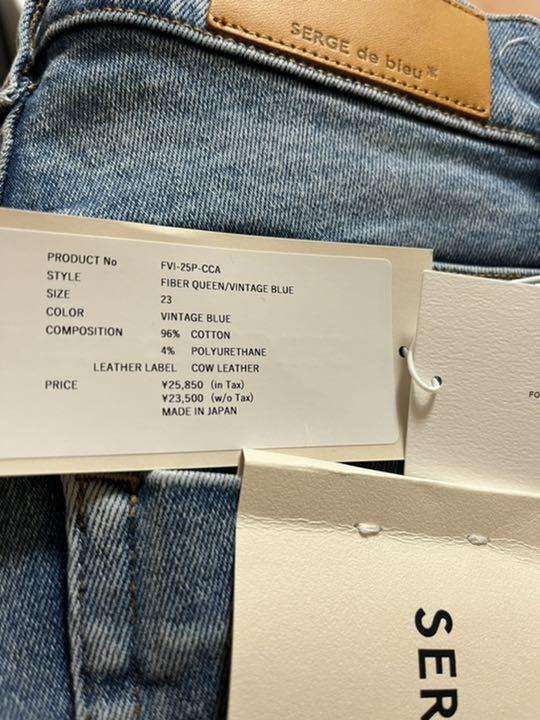 SERGE de bleu*
PRODUCT No FVI-25P-CCA
STYLE FIBER QUEEN/VINTAGE BLUE
SIZE 23
COLOR VINTAGE BLUE
COMPOSITION 96% COTTON
4% POLYURETHANE
LEATHER LABEL COW LEATHER
PRICE ¥25,850 (in Tax)
¥23,500 (w/o Tax)
MADE IN JAPAN
FO
SER